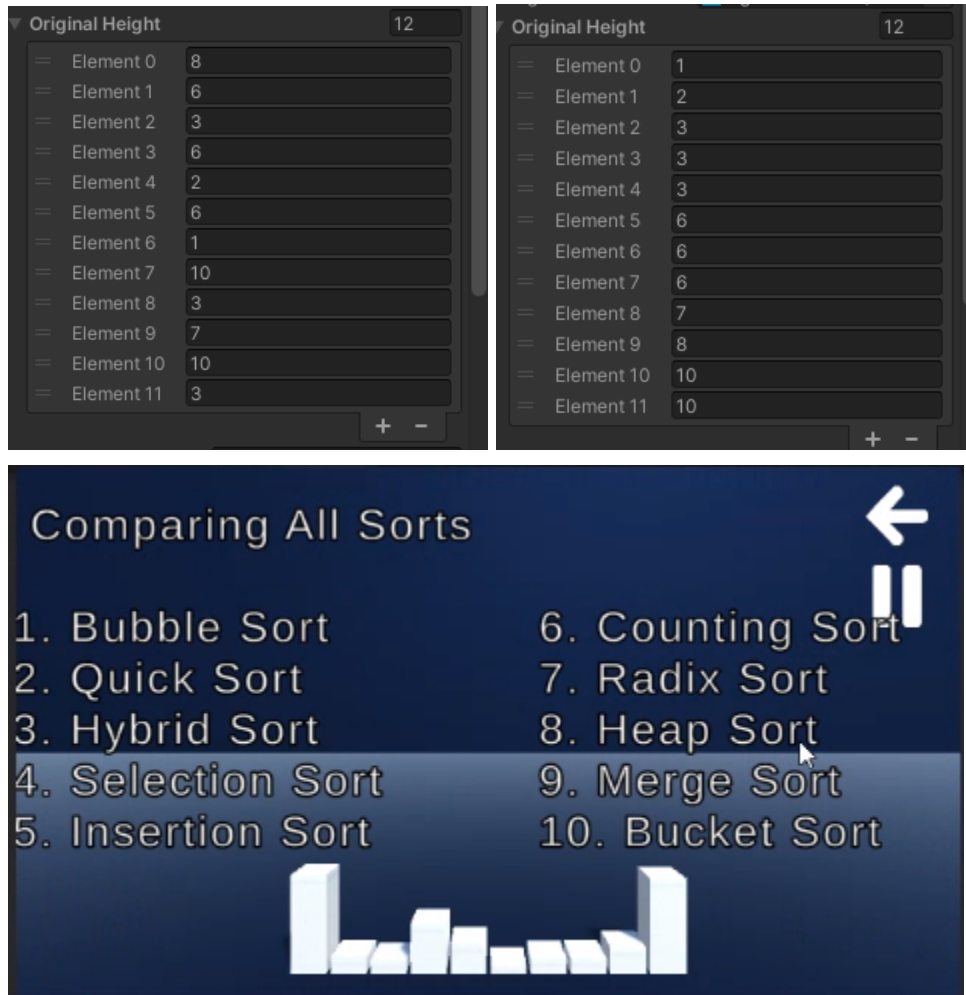 Original Height 12
Element 0 8
Element 1 6
Element 2 3
Element 3 6
Element 4 2
Element 5 6
Element 6 1
Element 7 10
Element 8 3
Element 9 7
Element 10 10
Element 11 3
+ −
Original Height 12
Element 0 1
Element 1 2
Element 2 3
Element 3 3
Element 4 3
Element 5 6
Element 6 6
Element 7 6
Element 8 7
Element 9 8
Element 10 10
Element 11 10
+ −
Comparing All Sorts
1. Bubble Sort
2. Quick Sort
3. Hybrid Sort
4. Selection Sort
5. Insertion Sort
6. Counting Sort
7. Radix Sort
8. Heap Sort
9. Merge Sort
10. Bucket Sort